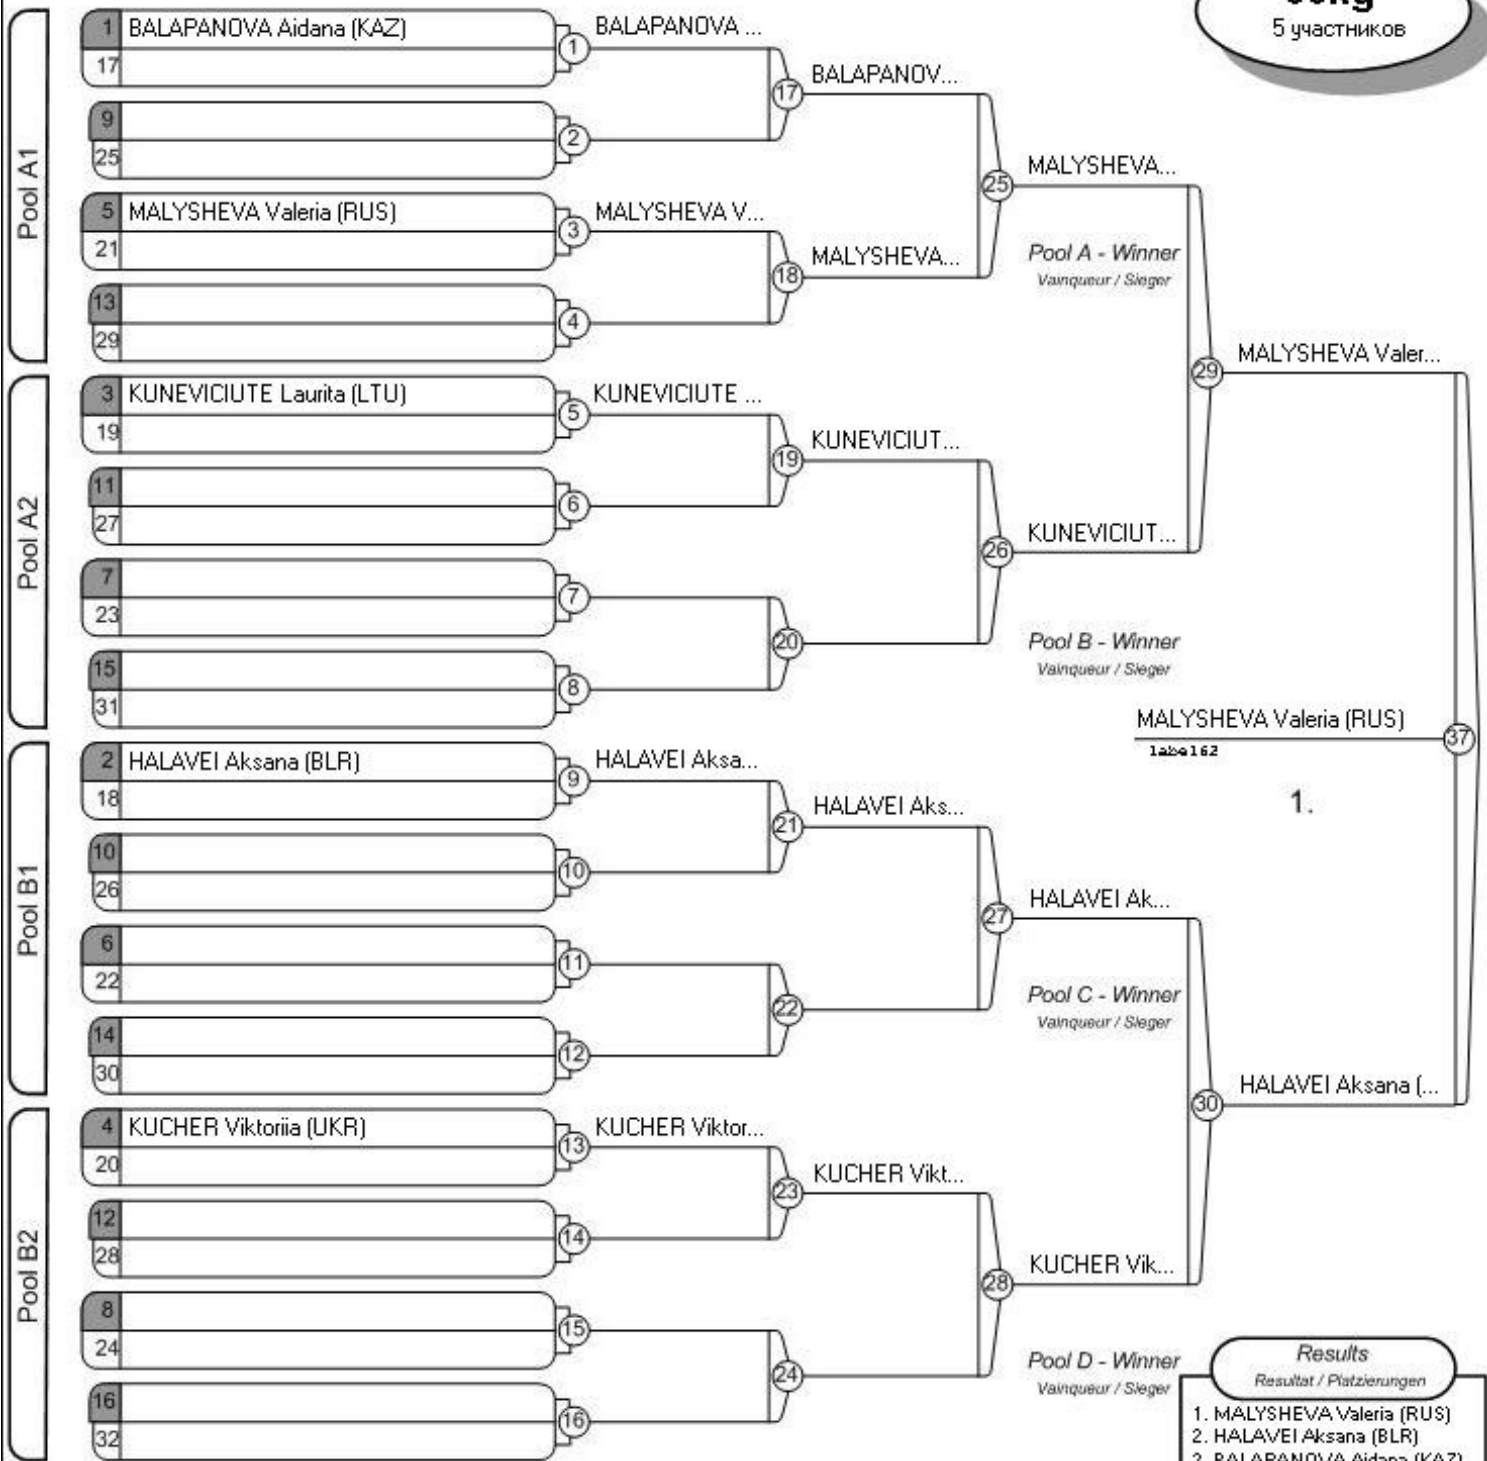 5 участников
Pool A1
1 BALAPANOVA Aidana (KAZ)
17
1
BALAPANOVA ...
9
25
2
17
BALAPANOV...
5 MALYSHEVA Valeria (RUS)
21
3
MALYSHEVA V...
13
29
4
18
MALYSHEVA...
25
MALYSHEVA...
Pool A - Winner
Vainqueur / Sieger
Pool A2
3 KUNEVICIUTE Laurita (LTU)
19
5
KUNEVICIUTE ...
11
27
6
19
KUNEVICIUT...
7
23
7
15
31
8
20
26
KUNEVICIUT...
Pool B - Winner
Vainqueur / Sieger
29
MALYSHEVA Valer...
MALYSHEVA Valeria (RUS)
37
label62
1.
Pool B1
2 HALAVEI Aksana (BLR)
18
9
HALAVEI Aksa...
10
26
10
21
HALAVEI Aks...
6
22
11
14
30
12
22
27
HALAVEI Ak...
Pool C - Winner
Vainqueur / Sieger
30
HALAVEI Aksana (...
Pool B2
4 KUCHER Viktoriia (UKR)
20
13
KUCHER Viktor...
12
28
14
23
KUCHER Vikt...
8
24
15
16
32
16
24
28
KUCHER Vik...
Pool D - Winner
Vainqueur / Sieger
Results
Resultat / Platzierungen
1. MALYSHEVA Valeria (RUS)
2. HALAVEI Aksana (BLR)
BALAPANOVA Aidana (KAZ)